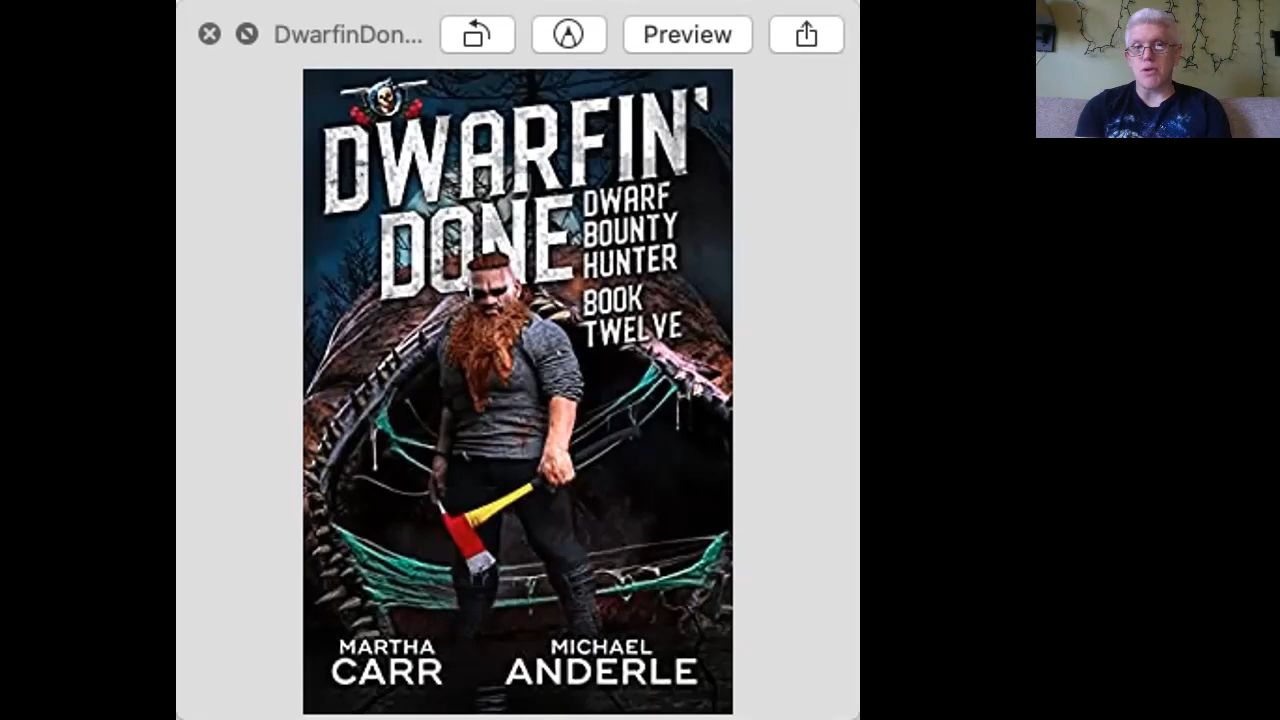 DwarfinDon...
Preview
DWARFIN'
DONE
DWARF
BOUNTY
HUNTER
BOOK
TWELVE
MARTHA
CARR
MICHAEL
ANDERLE